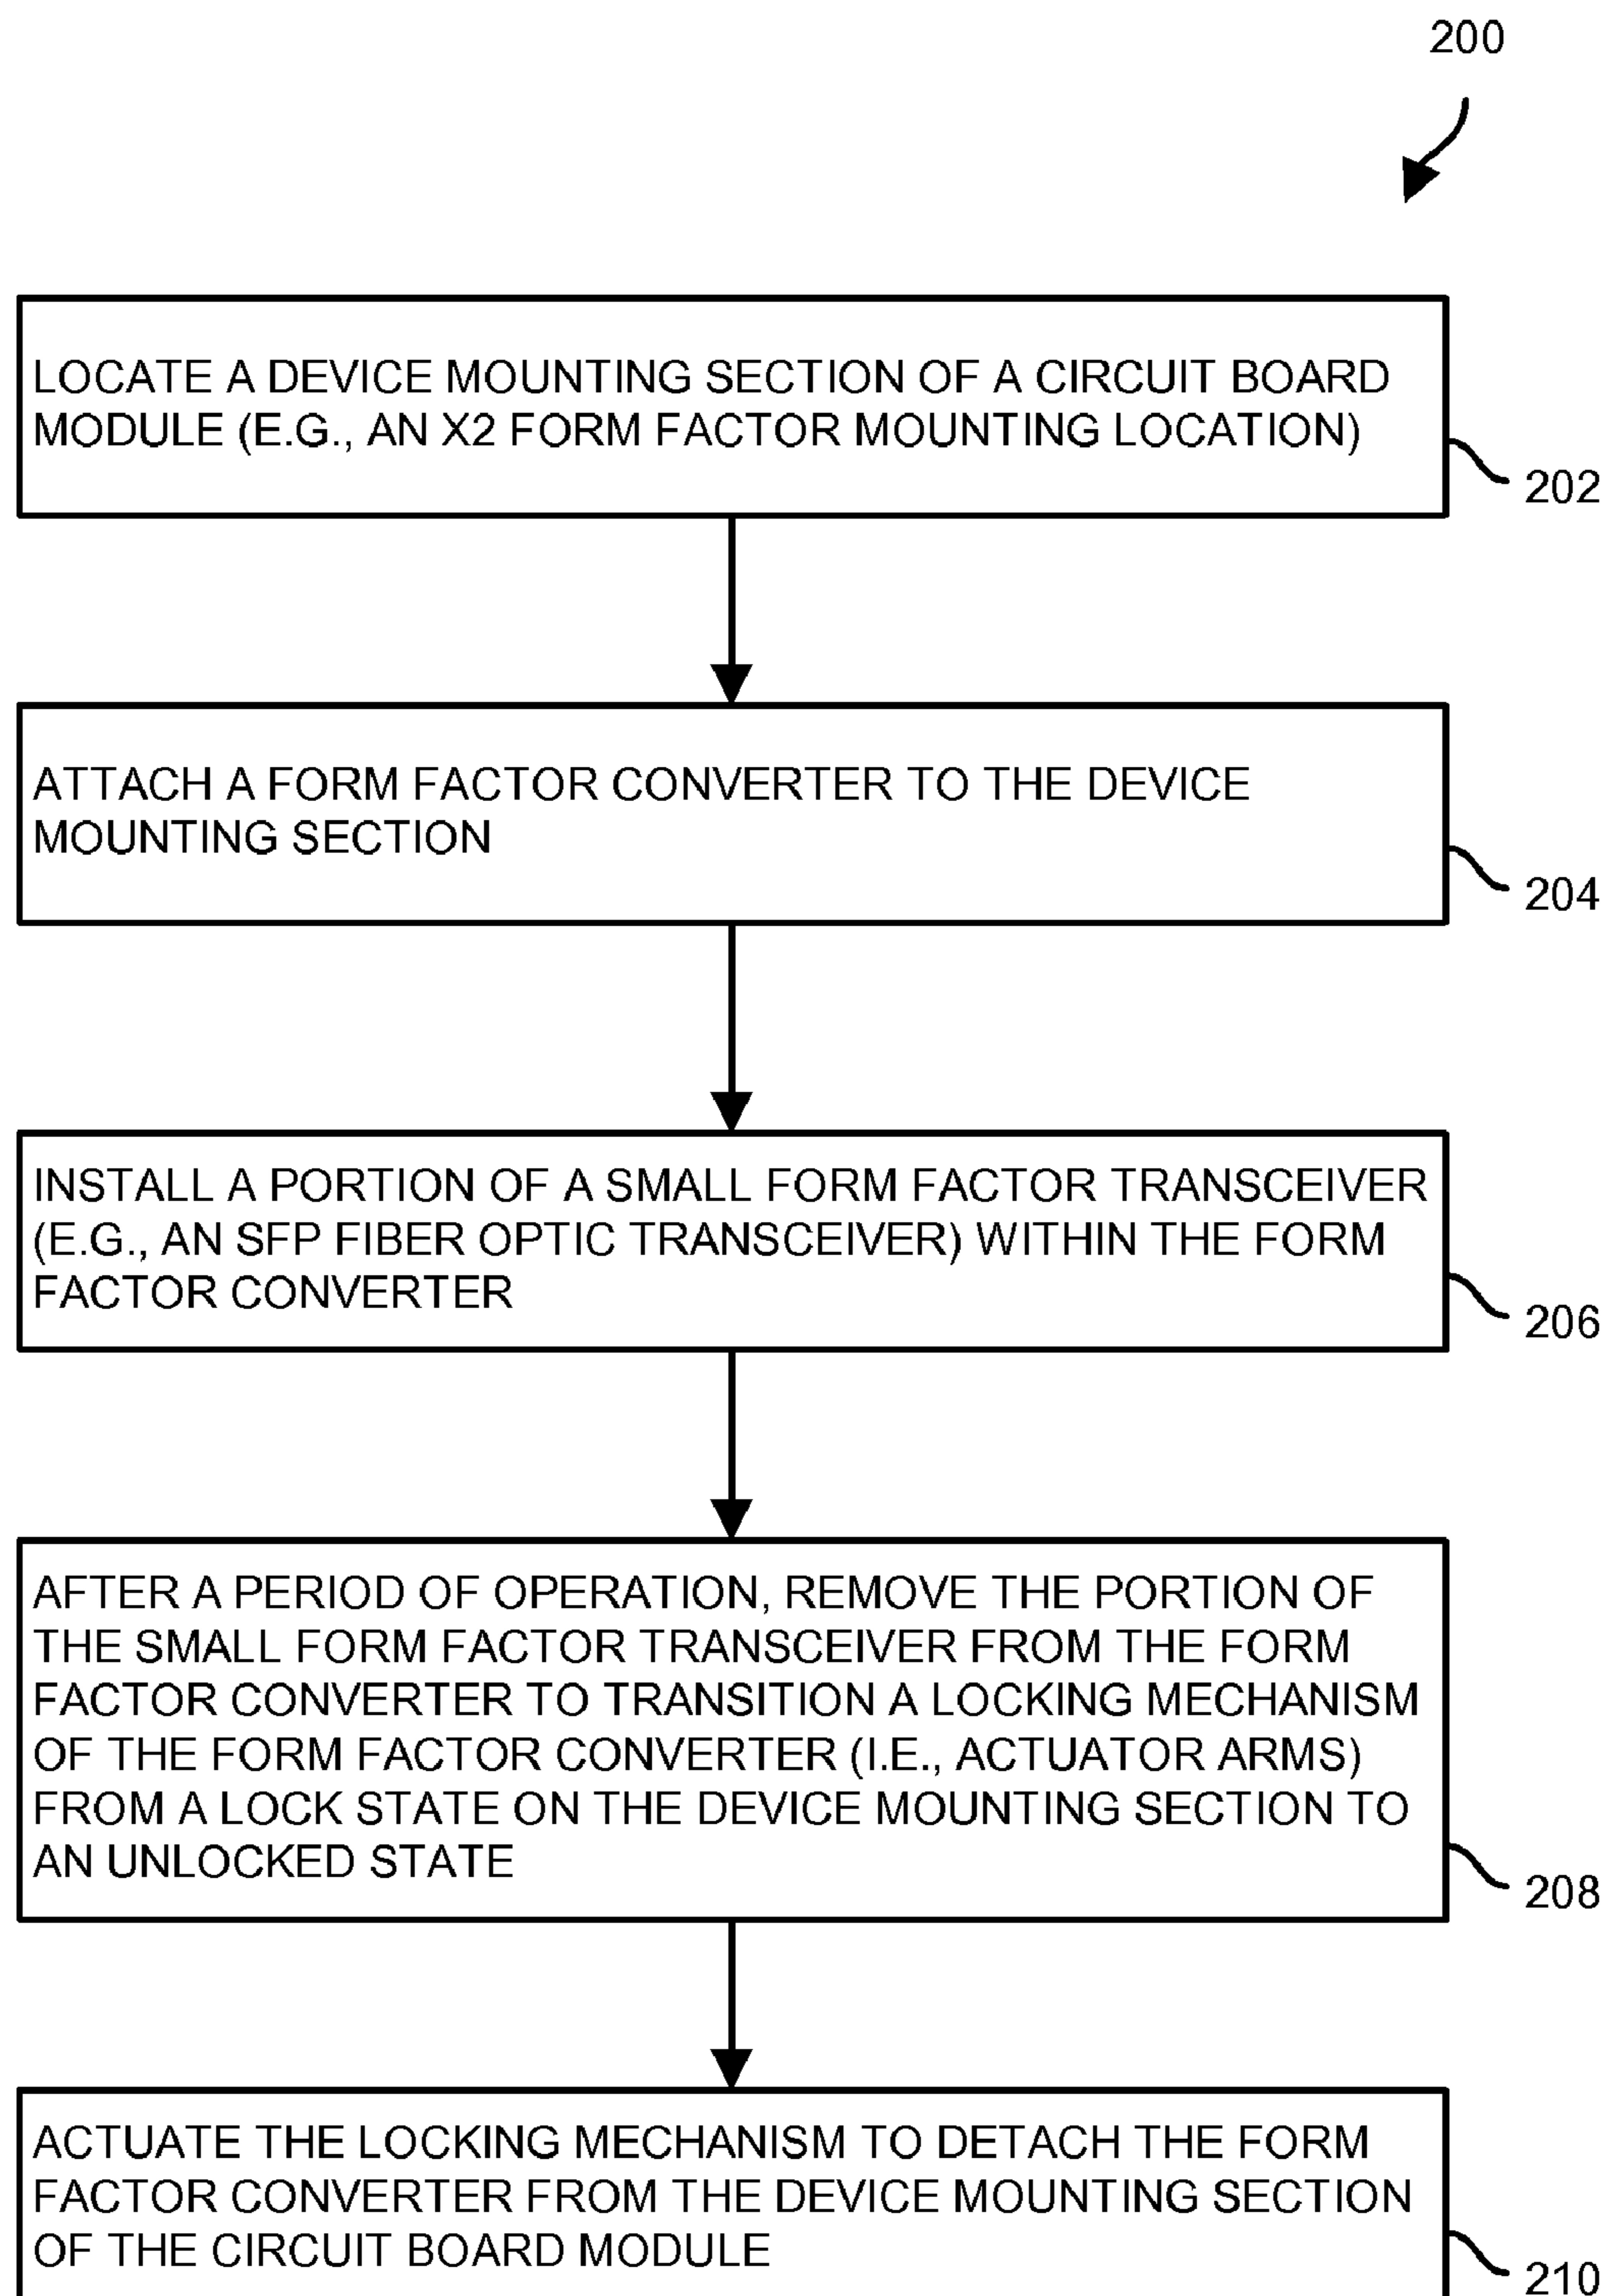 200
LOCATE A DEVICE MOUNTING SECTION OF A CIRCUIT BOARD
MODULE (E.G., AN X2 FORM FACTOR MOUNTING LOCATION)
202
ATTACH A FORM FACTOR CONVERTER TO THE DEVICE
MOUNTING SECTION
204
INSTALL A PORTION OF A SMALL FORM FACTOR TRANSCEIVER
(E.G., AN SFP FIBER OPTIC TRANSCEIVER) WITHIN THE FORM
FACTOR CONVERTER
206
AFTER A PERIOD OF OPERATION, REMOVE THE PORTION OF
THE SMALL FORM FACTOR TRANSCEIVER FROM THE FORM
FACTOR CONVERTER TO TRANSITION A LOCKING MECHANISM
OF THE FORM FACTOR CONVERTER (I.E., ACTUATOR ARMS)
FROM A LOCK STATE ON THE DEVICE MOUNTING SECTION TO
AN UNLOCKED STATE
208
ACTUATE THE LOCKING MECHANISM TO DETACH THE FORM
FACTOR CONVERTER FROM THE DEVICE MOUNTING SECTION
OF THE CIRCUIT BOARD MODULE
210